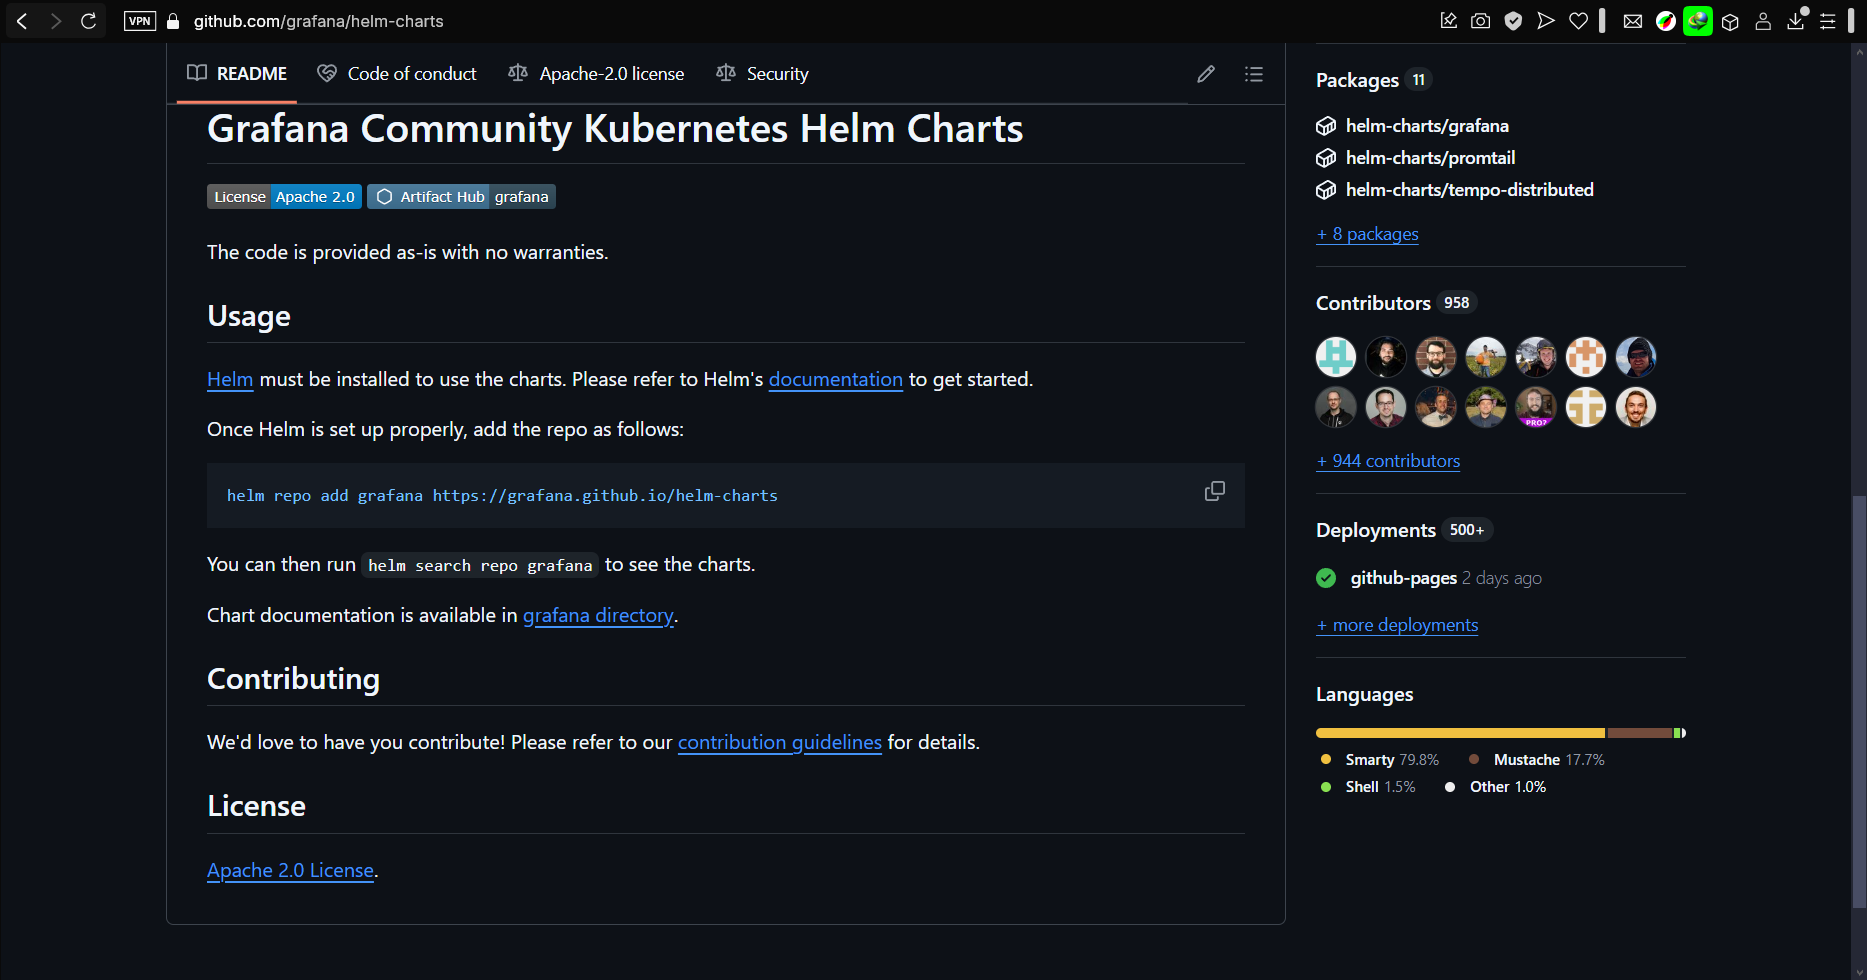 VPN github.com/grafana/helm-charts
README Code of conduct Apache-2.0 license Security
Grafana Community Kubernetes Helm Charts
License Apache 2.0 Artifact Hub grafana
The code is provided as-is with no warranties.
Usage
Helm must be installed to use the charts. Please refer to Helm's documentation to get started.
Once Helm is set up properly, add the repo as follows:
helm repo add grafana https://grafana.github.io/helm-charts
You can then run helm search repo grafana to see the charts.
Chart documentation is available in grafana directory.
Contributing
We'd love to have you contribute! Please refer to our contribution guidelines for details.
License
Apache 2.0 License.
Packages 11
helm-charts/grafana
helm-charts/promtail
helm-charts/tempo-distributed
+ 8 packages
Contributors 958
PRO?
+ 944 contributors
Deployments 500+
github-pages 2 days ago
+ more deployments
Languages
Smarty 79.8% Mustache 17.7%
Shell 1.5% Other 1.0%